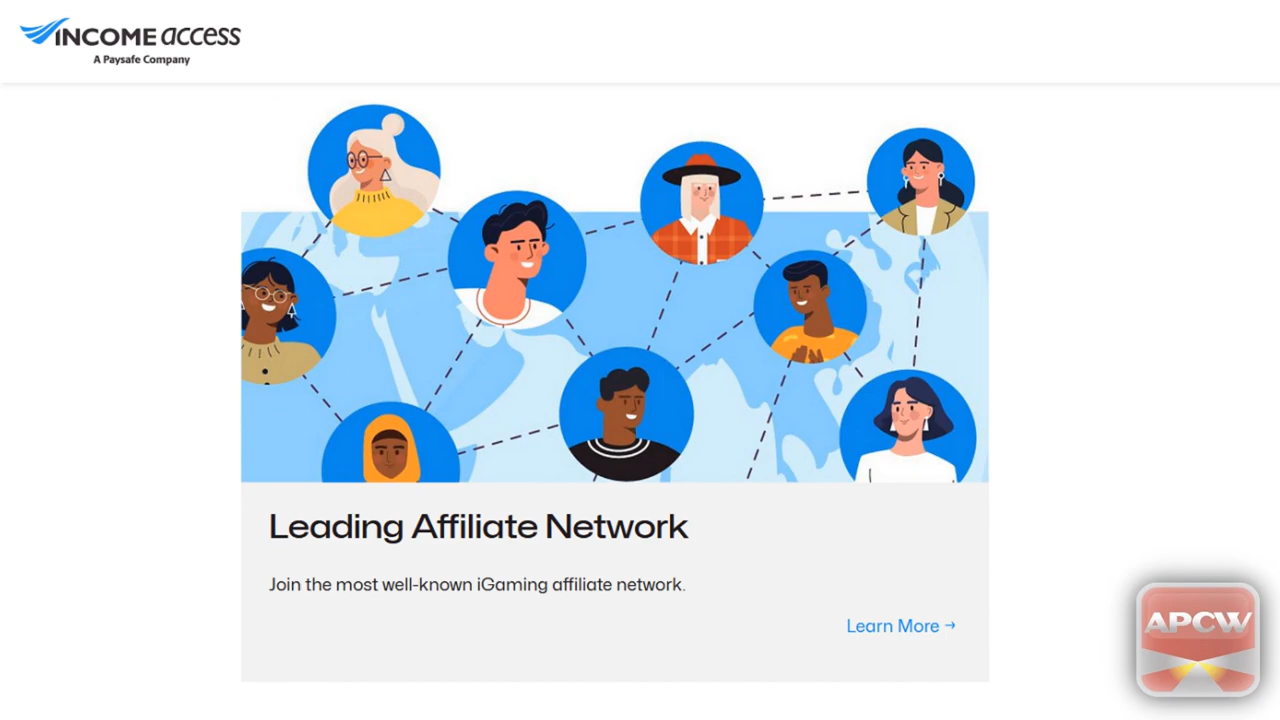 INCOME access
A Paysafe Company
Leading Affiliate Network
Join the most well-known iGaming affiliate network.
Learn More →
APCW